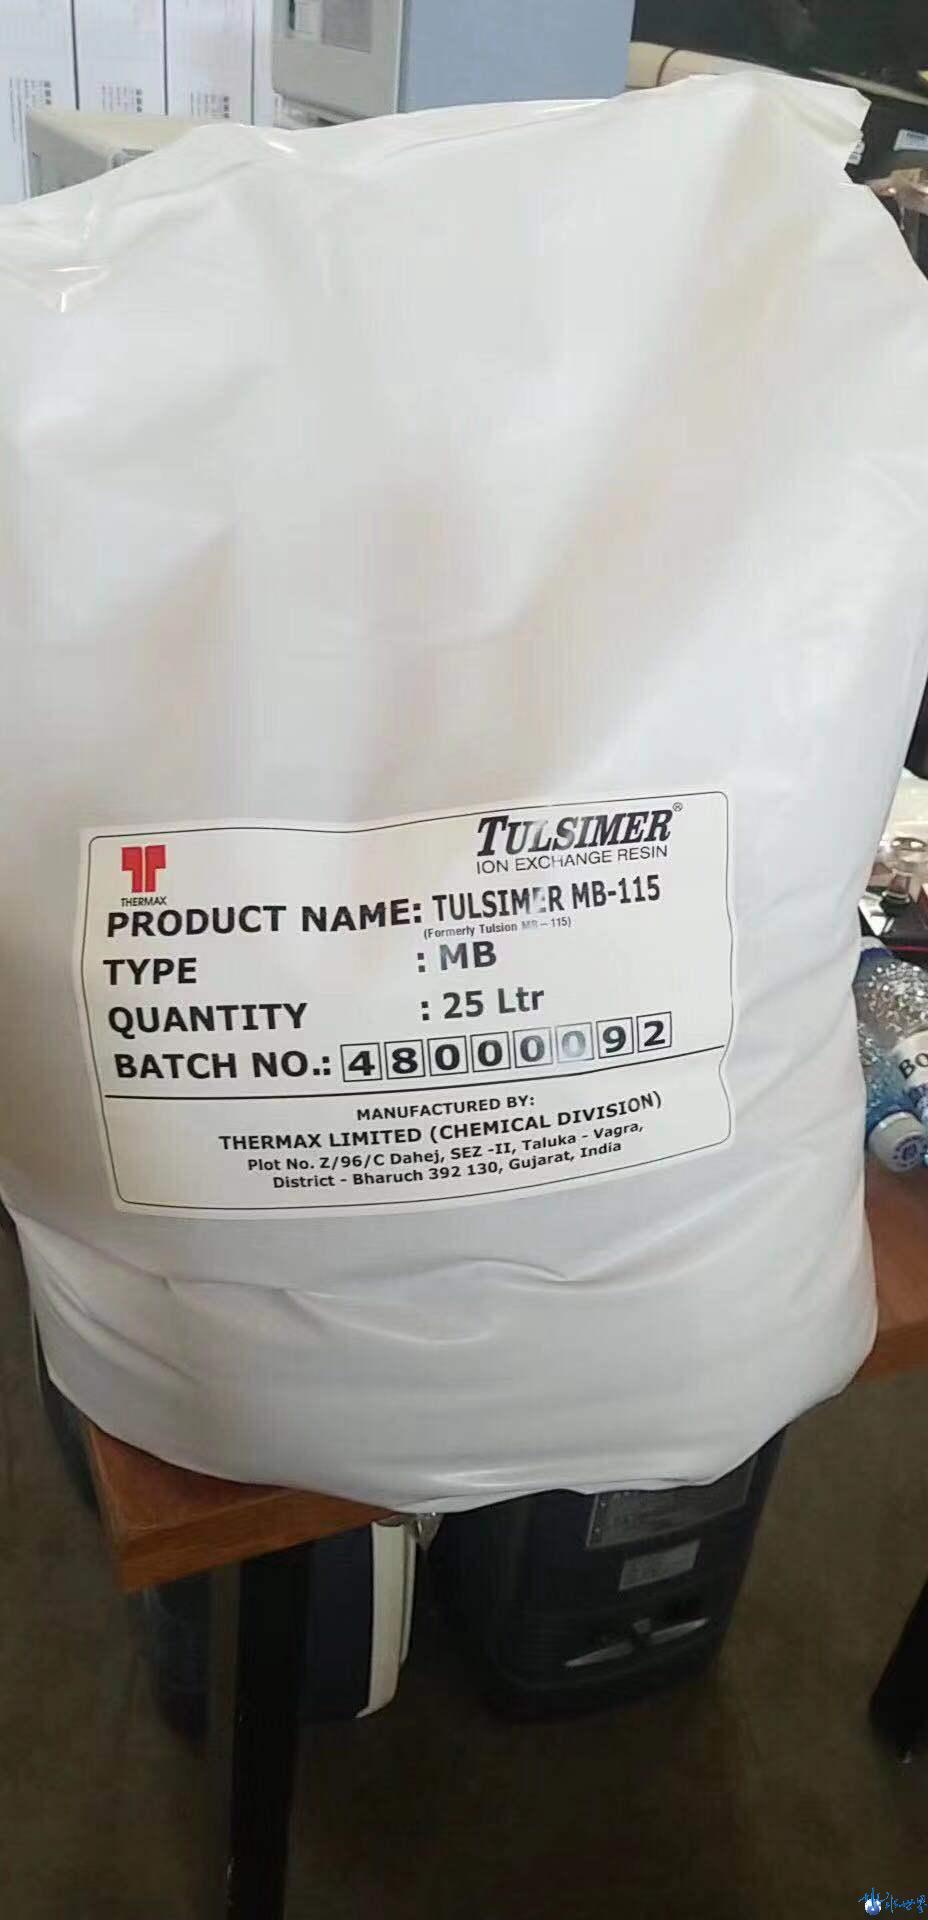 TULSIMER®
ION EXCHANGE RESIN
THERMAX
PRODUCT NAME: TULSIMER MB-115
(Formerly Tulsion MB – 115)
TYPE : MB
QUANTITY : 25 Ltr
BATCH NO.: 48000092
MANUFACTURED BY:
THERMAX LIMITED (CHEMICAL DIVISION)
Plot No. Z/96/C Dahej, SEZ -II, Taluka - Vagra,
District - Bharuch 392 130, Gujarat, India
BO